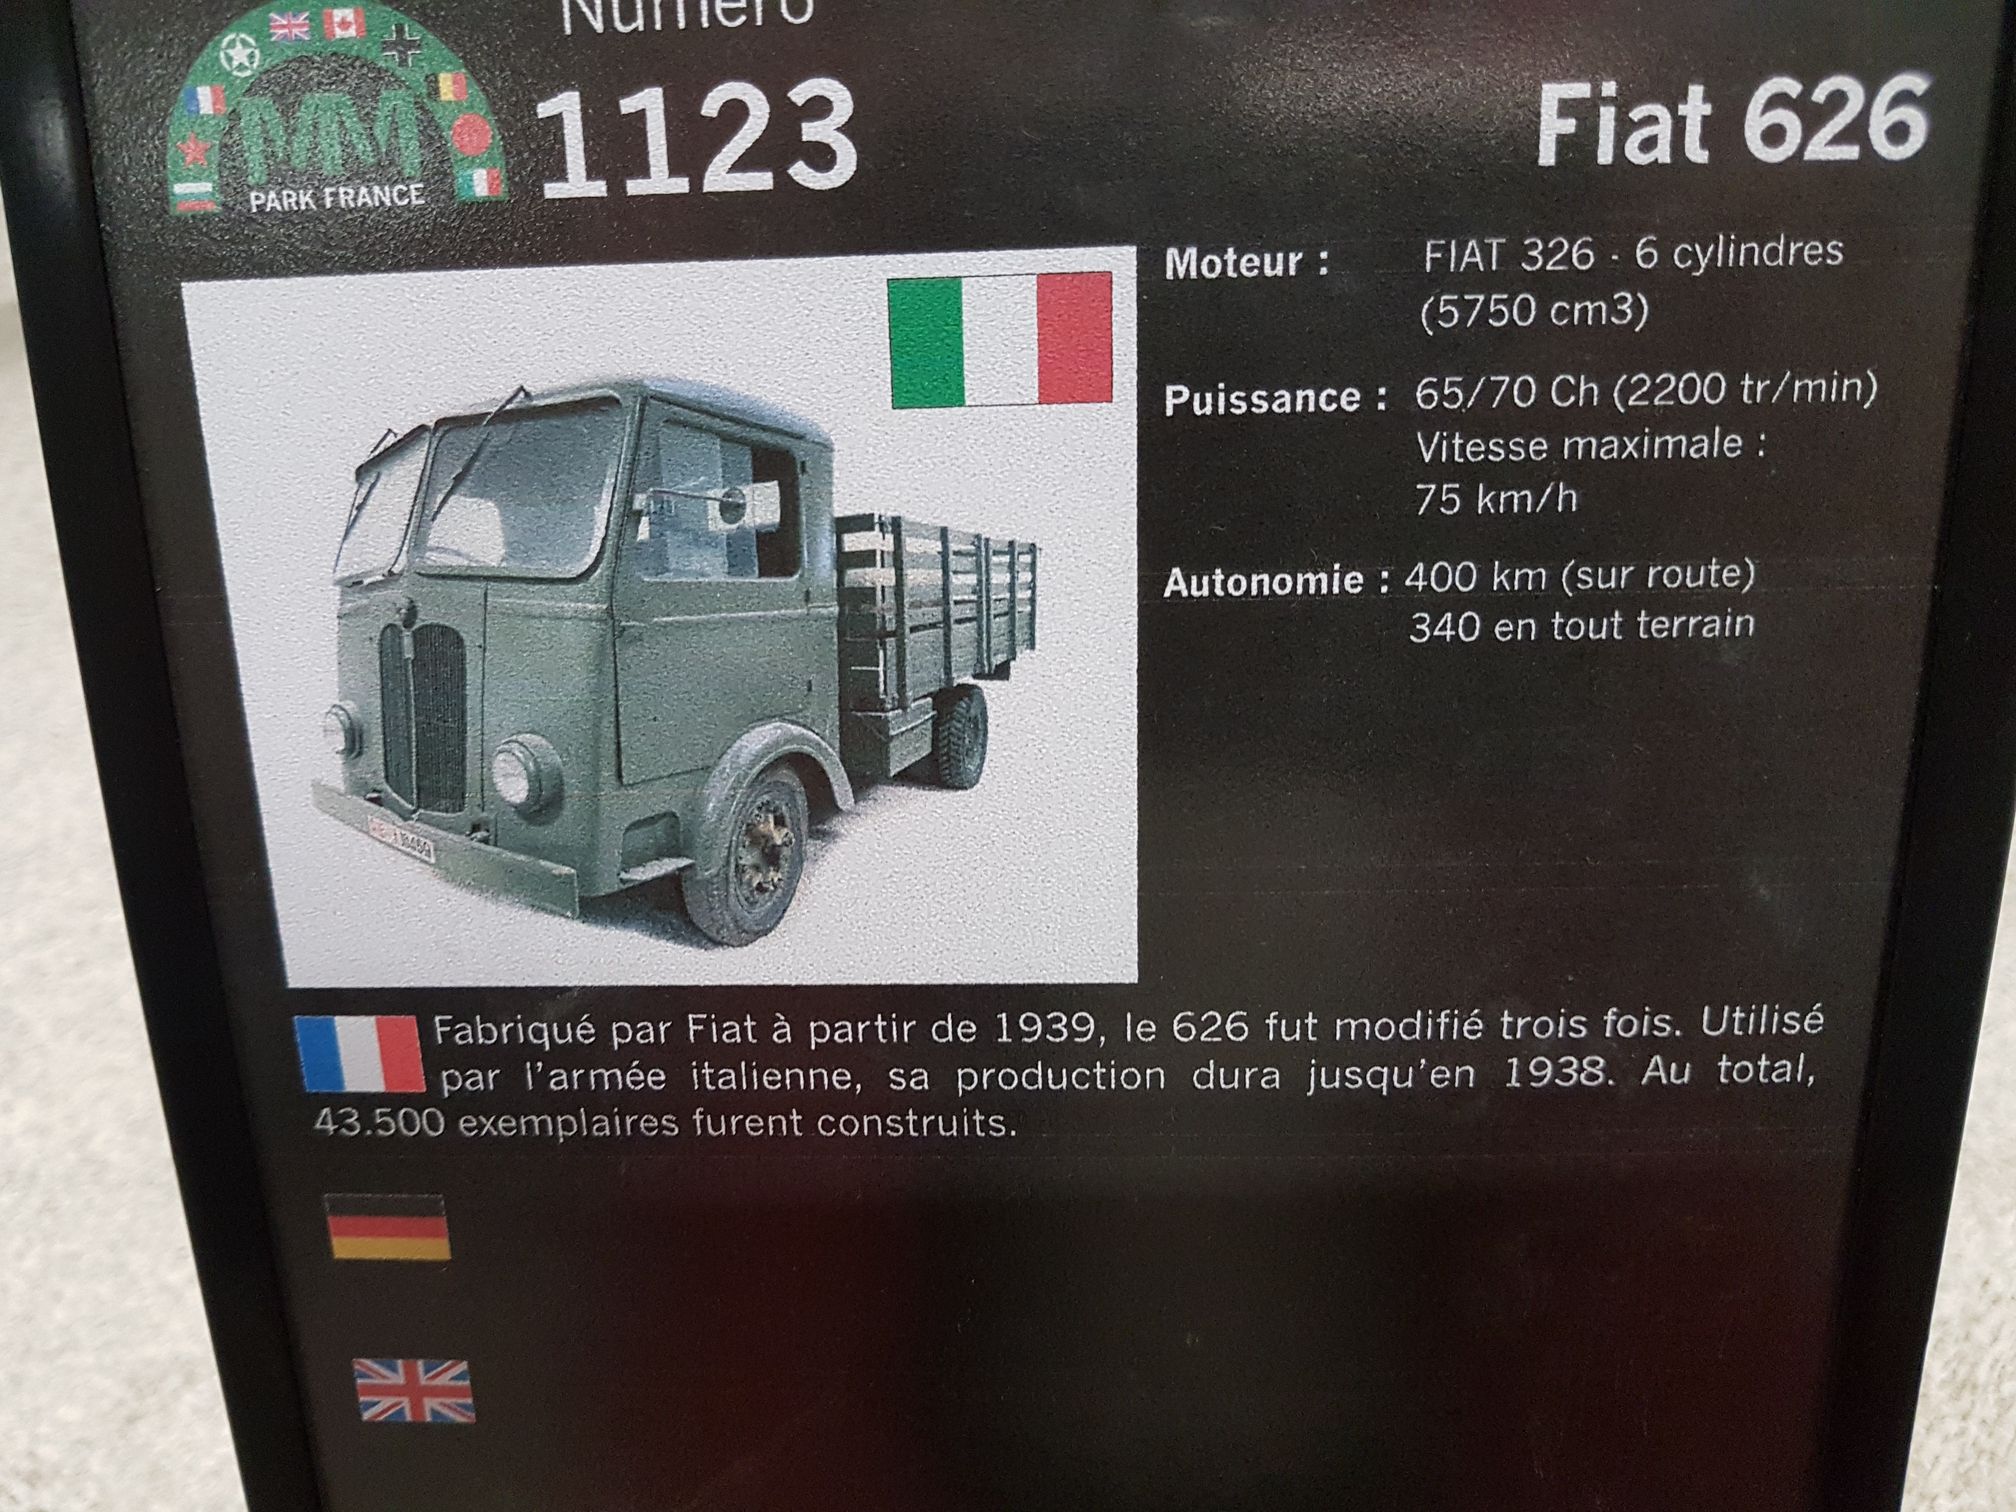 Numéro
1123
Fiat 626
MM
PARK FRANCE
Moteur : FIAT 326 - 6 cylindres
(5750 cm3)
Puissance : 65/70 Ch (2200 tr/min)
Vitesse maximale :
75 km/h
Autonomie : 400 km (sur route)
340 en tout terrain
Fabriqué par Fiat à partir de 1939, le 626 fut modifié trois fois. Utilisé
par l'armée italienne, sa production dura jusqu'en 1938. Au total,
43.500 exemplaires furent construits.